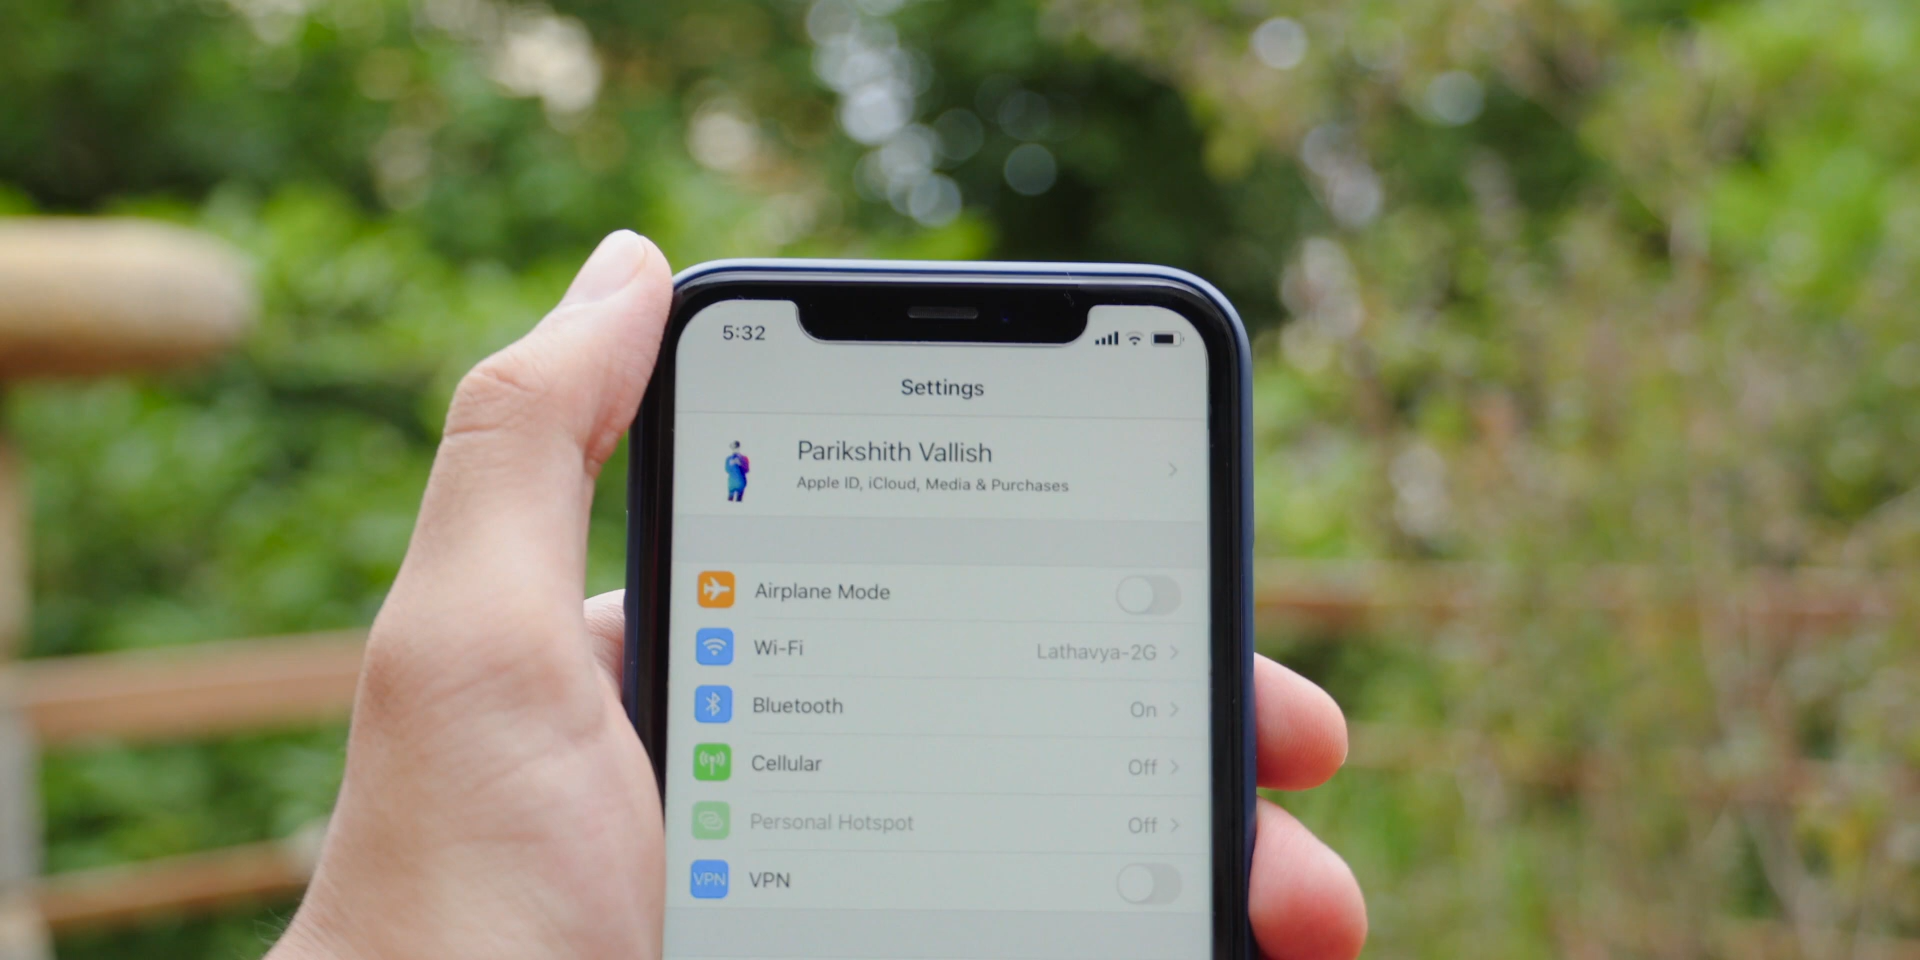 5:32
Settings
Parikshith Vallish
Apple ID, iCloud, Media & Purchases
Airplane Mode
Wi-Fi Lathavya-2G
Bluetooth On
Cellular Off
Personal Hotspot Off
VPN VPN